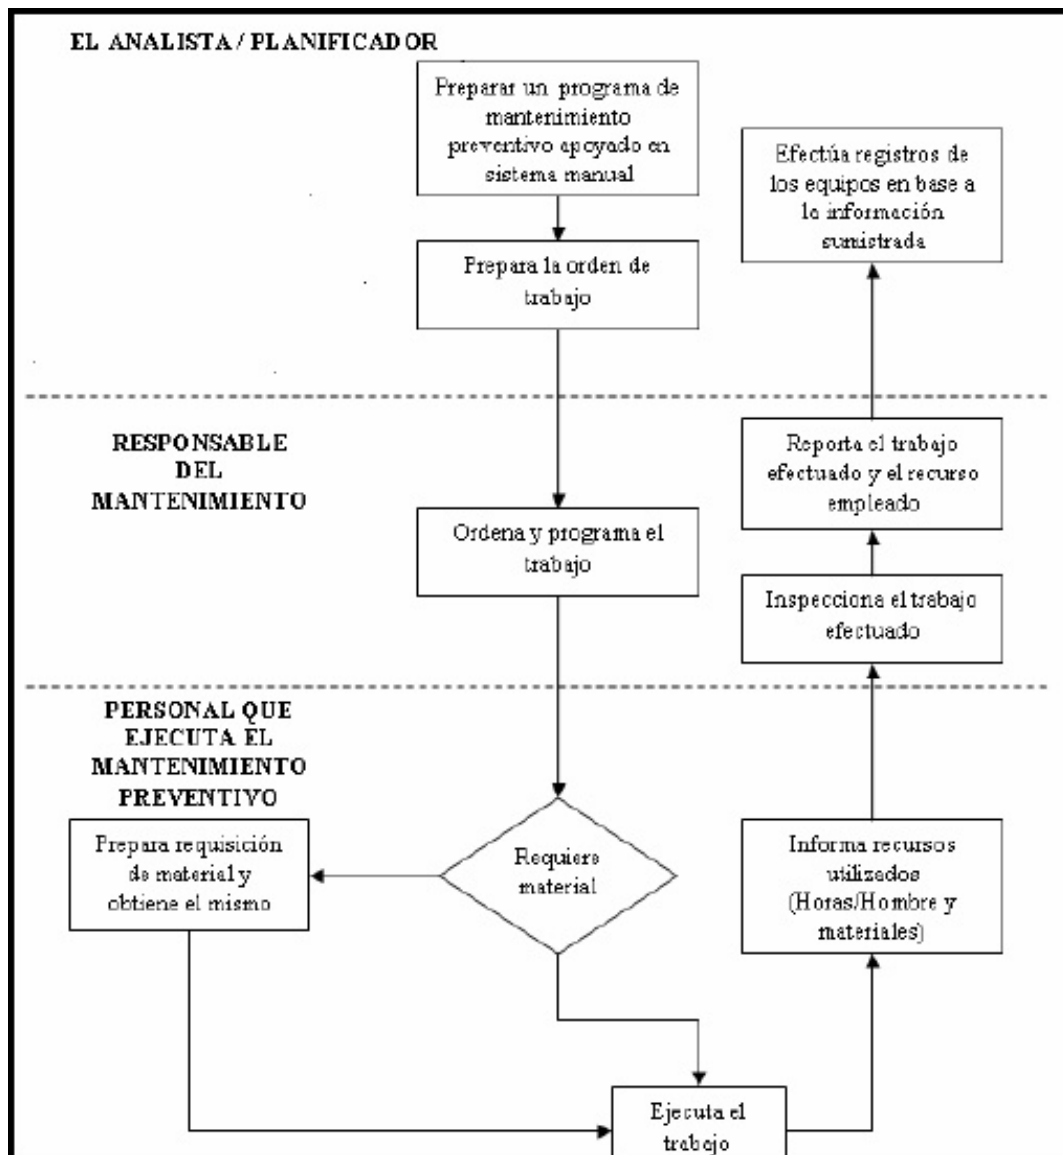 EL ANALISTA / PLANIFICADOR
Preparar un programa de
mantenimiento
preventivo apoyado en
sistema manual
Efectúa registros de
los equipos en base a
la información
sumistrada
Prepara la orden de
trabajo
RESPONSABLE
DEL
MANTENIMIENTO
Reporta el trabajo
efectuado y el recurso
empleado
Ordena y programa el
trabajo
Inspecciona el trabajo
efectuado
PERSONAL QUE
EJECUTA EL
MANTENIMIENTO
PREVENTIVO
Prepara requisición
de material y
obtiene el mismo
Requiere
material
Informa recursos
utilizados
(Horas/Hombre y
materiales)
Ejecuta el
trabajo